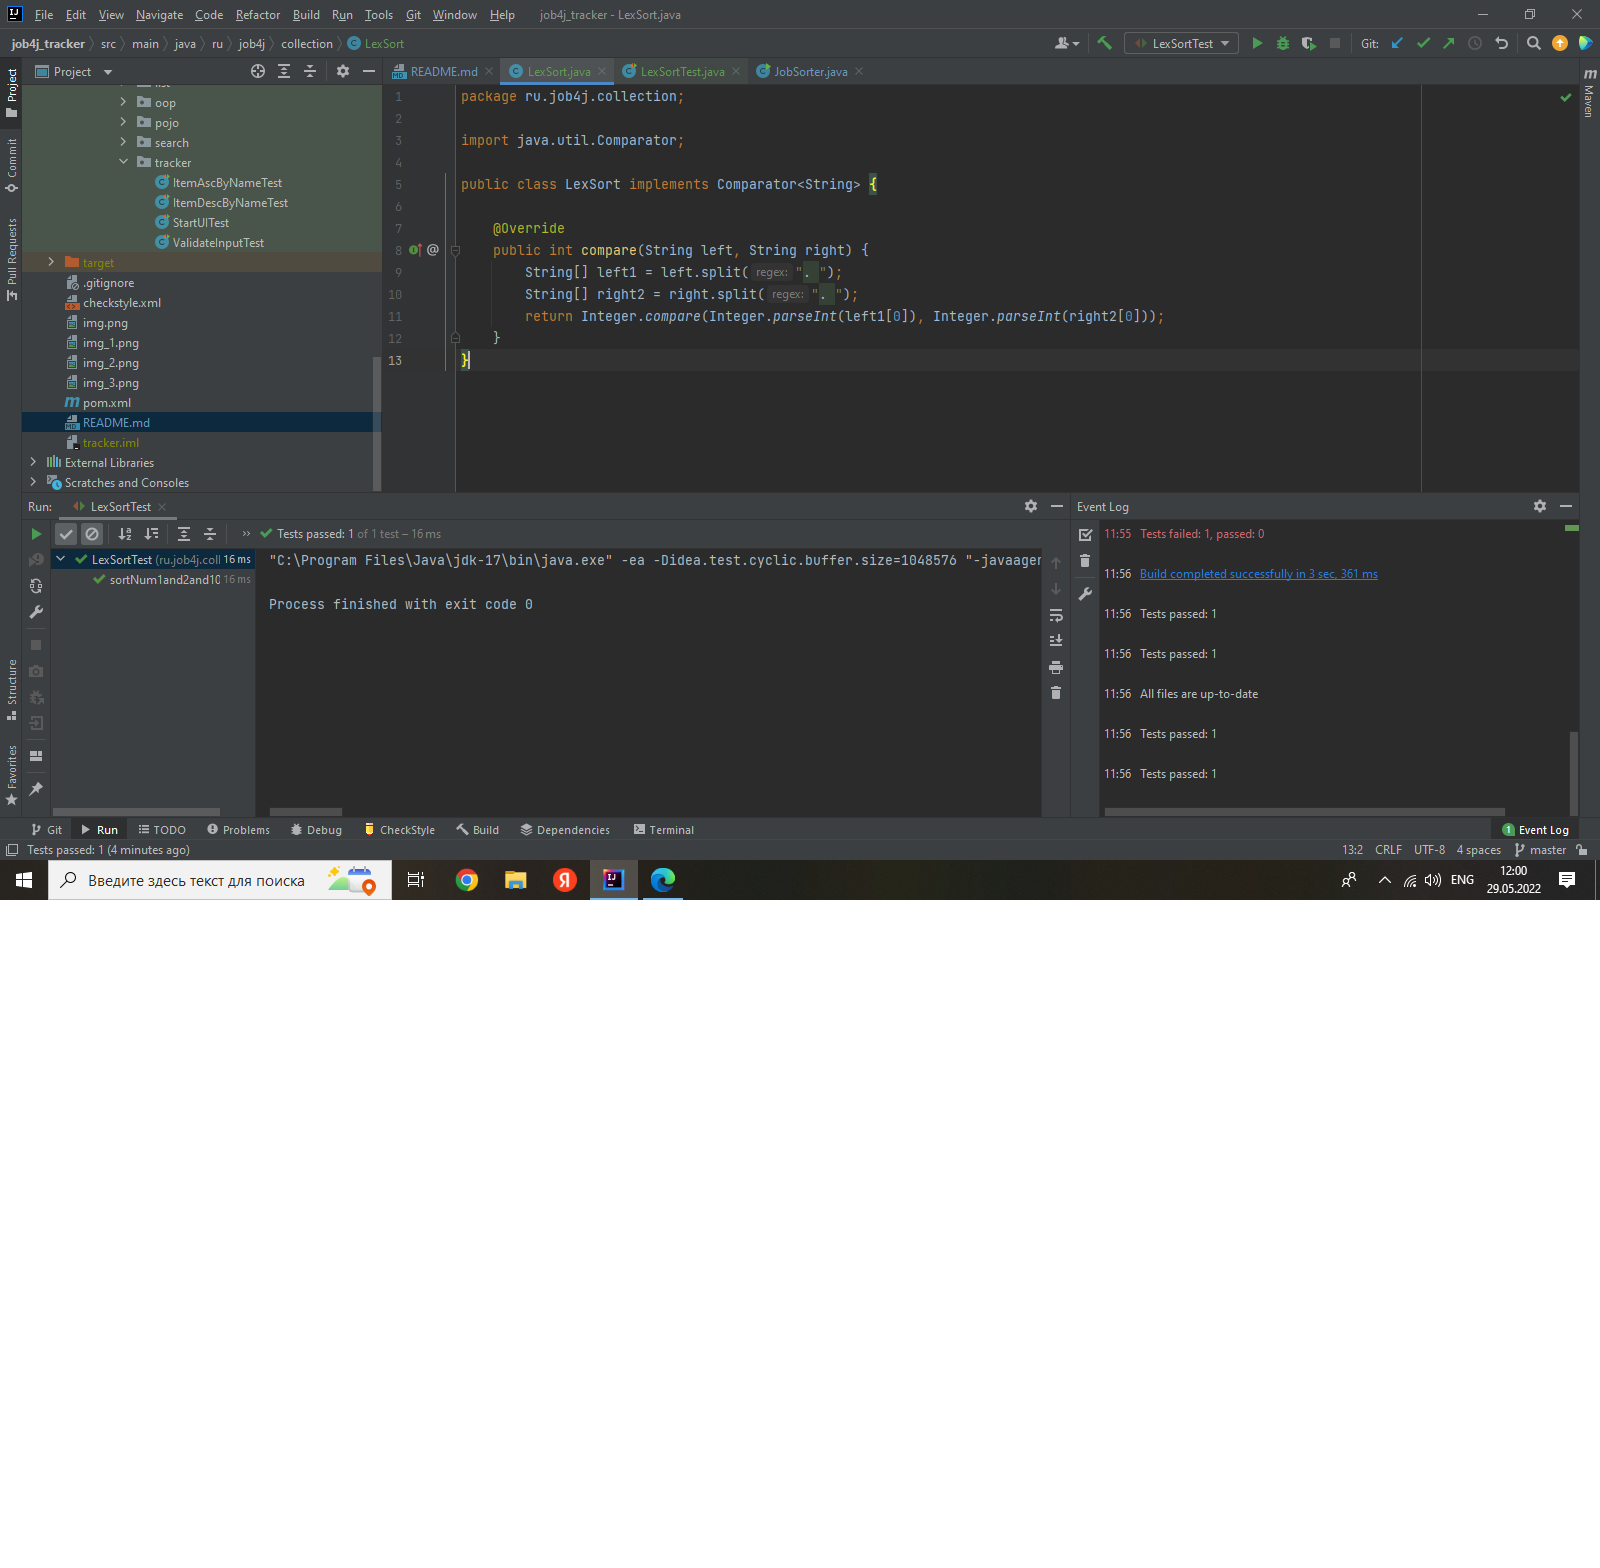 File Edit View Navigate Code Refactor Build Run Tools Git Window Help job4j_tracker - LexSort.java
job4j_tracker src main java ru job4j collection LexSort LexSortTest Git:
Project README.md LexSort.java LexSortTest.java JobSorter.java
Project
Commit
Pull Requests
Structure
Favorites
Maven
oop
pojo
search
tracker
ItemAscByNameTest
ItemDescByNameTest
StartUITest
ValidateInputTest
target
.gitignore
checkstyle.xml
img.png
img_1.png
img_2.png
img_3.png
pom.xml
README.md
tracker.iml
External Libraries
Scratches and Consoles
1 package ru.job4j.collection;
2
3 import java.util.Comparator;
4
5 public class LexSort implements Comparator<String> {
6
7 @Override
8 @ public int compare(String left, String right) {
9 String[] left1 = left.split( regex: ". ");
10 String[] right2 = right.split( regex: ". ");
11 return Integer.compare(Integer.parseInt(left1[0]), Integer.parseInt(right2[0]));
12 }
13 }
Run: LexSortTest
Tests passed: 1 of 1 test – 16 ms
LexSortTest (ru.job4j.coll 16 ms
sortNum1and2and10 16 ms
"C:\Program Files\Java\jdk-17\bin\java.exe" -ea -Didea.test.cyclic.buffer.size=1048576 "-javaagen
Process finished with exit code 0
Event Log
11:55 Tests failed: 1, passed: 0
11:56 Build completed successfully in 3 sec, 361 ms
11:56 Tests passed: 1
11:56 Tests passed: 1
11:56 All files are up-to-date
11:56 Tests passed: 1
11:56 Tests passed: 1
Git Run TODO Problems Debug CheckStyle Build Dependencies Terminal 1 Event Log
Tests passed: 1 (4 minutes ago) 13:2 CRLF UTF-8 4 spaces master
Введите здесь текст для поиска ENG 12:00
29.05.2022